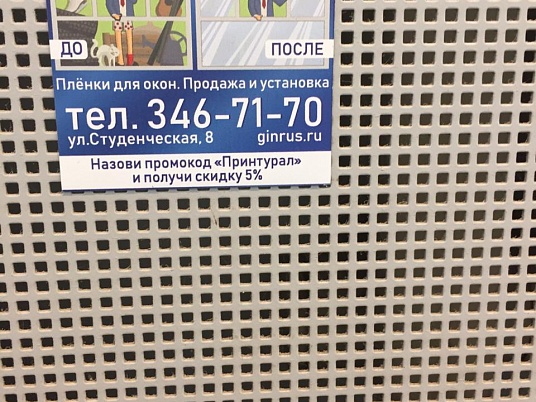 ДО ПОСЛЕ
Плёнки для окон. Продажа и установка
тел. 346-71-70
ул.Студенческая, 8 ginrus.ru
Назови промокод «Принтурал»
и получи скидку 5%